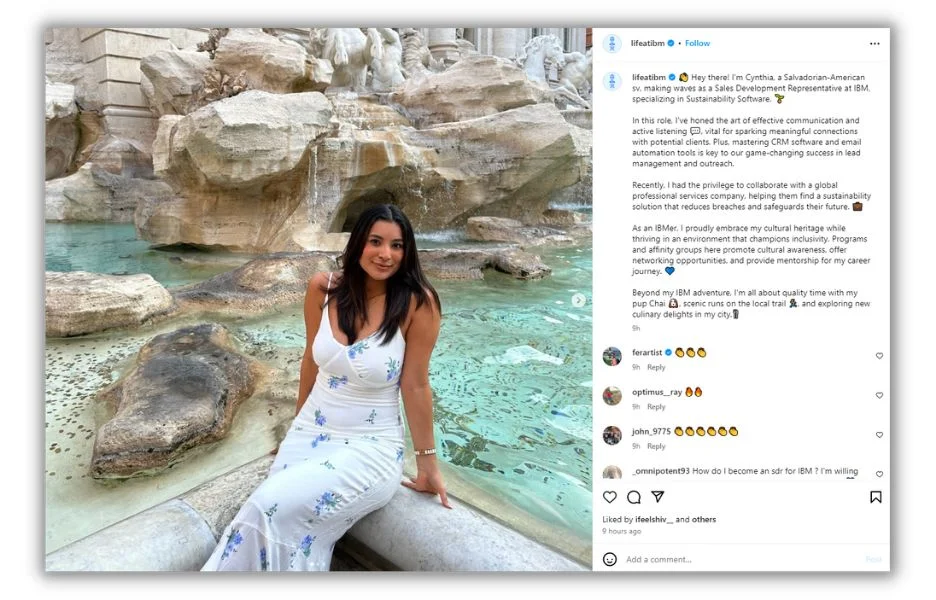 lifeatibm • Follow
lifeatibm Hey there! I'm Cynthia, a Salvadorian-American
sv, making waves as a Sales Development Representative at IBM,
specializing in Sustainability Software.
In this role, I've honed the art of effective communication and
active listening 💬, vital for sparking meaningful connections
with potential clients. Plus, mastering CRM software and email
automation tools is key to our game-changing success in lead
management and outreach.
Recently, I had the privilege to collaborate with a global
professional services company, helping them find a sustainability
solution that reduces breaches and safeguards their future. 💼
As an IBMer, I proudly embrace my cultural heritage while
thriving in an environment that champions inclusivity. Programs
and affinity groups here promote cultural awareness, offer
networking opportunities, and provide mentorship for my career
journey. 💙
Beyond my IBM adventure, I'm all about quality time with my
pup Chai 🐶, scenic runs on the local trail, and exploring new
culinary delights in my city.
9h
ferartist 👏👏👏
9h Reply
optimus__ray 🔥🔥
9h Reply
john_9775 👏👏👏👏👏👏
9h Reply
_omnipotent93 How do I become an sdr for IBM ? I'm willing
Liked by ifeelshiv__ and others
9 hours ago
Add a comment...
Post